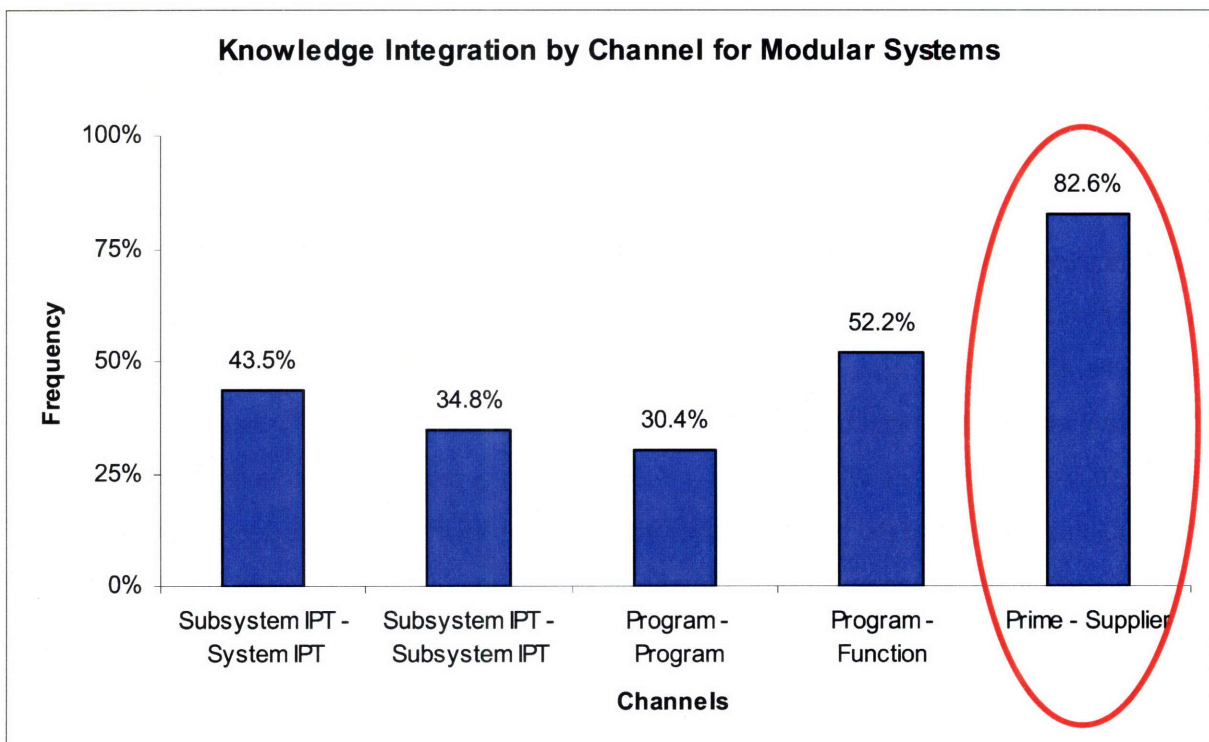 Knowledge Integration by Channel for Modular Systems
100%
75%
50%
25%
0%
Frequency
43.5%
34.8%
30.4%
52.2%
82.6%
Subsystem IPT -
System IPT
Subsystem IPT -
Subsystem IPT
Program -
Program
Program -
Function
Prime - Supplier
Channels